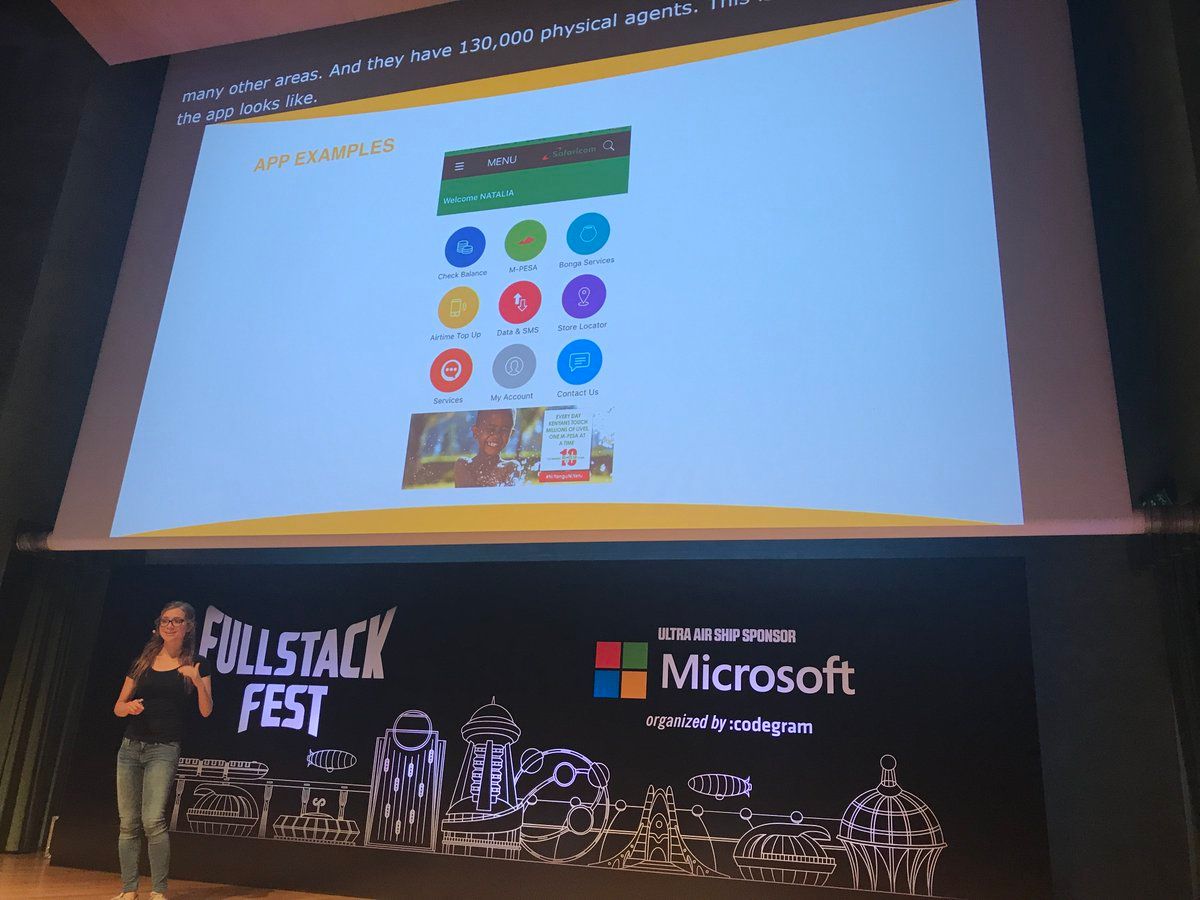 many other areas. And they have 130,000 physical agents. This
the app looks like.
APP EXAMPLES
MENU
Safaricom
Welcome NATALIA
Check Balance
M-PESA
Bonga Services
Airtime Top Up
Data & SMS
Store Locator
Services
My Account
Contact Us
EVERY DAY
KENYANS TOUCH
MILLIONS OF LIVES,
ONE M-PESA AT
A TIME
10
FULLSTACK
FEST
ULTRA AIR SHIP SPONSOR
Microsoft
organized by :codegram